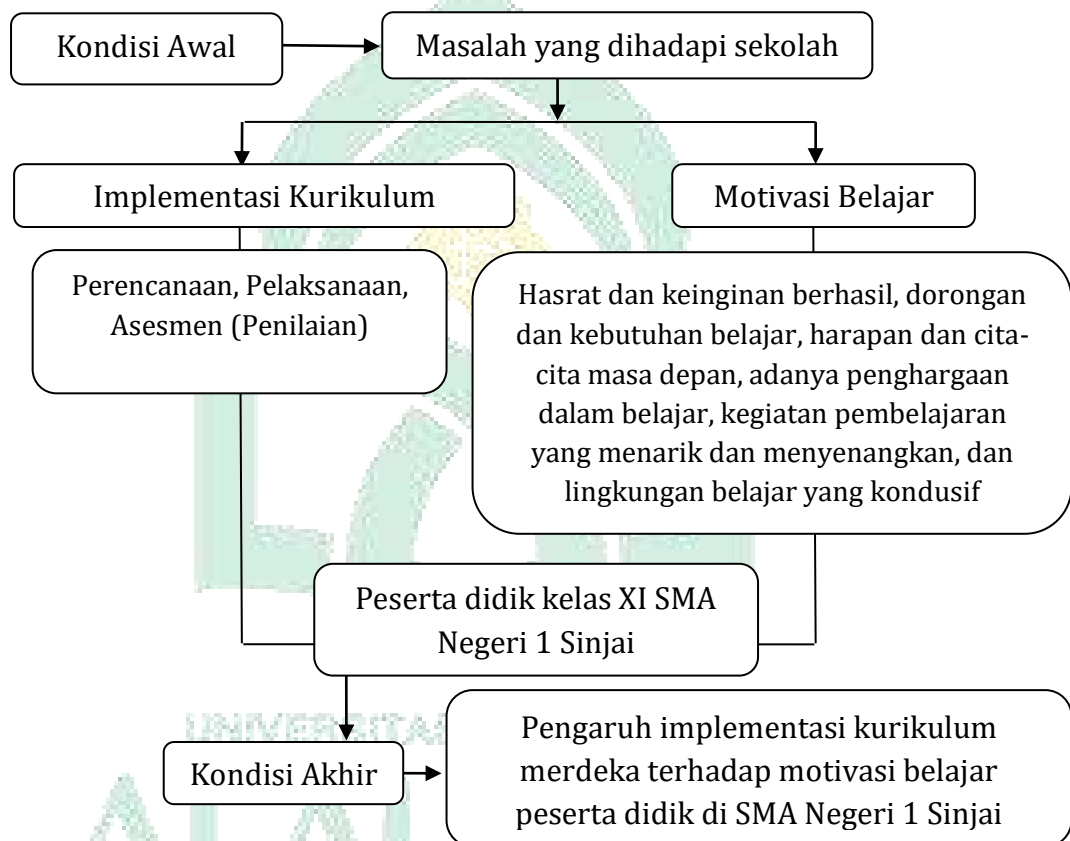 Kondisi Awal
Masalah yang dihadapi sekolah
Implementasi Kurikulum
Motivasi Belajar
Perencanaan, Pelaksanaan,
Asesmen (Penilaian)
Hasrat dan keinginan berhasil, dorongan
dan kebutuhan belajar, harapan dan cita-
cita masa depan, adanya penghargaan
dalam belajar, kegiatan pembelajaran
yang menarik dan menyenangkan, dan
lingkungan belajar yang kondusif
Peserta didik kelas XI SMA
Negeri 1 Sinjai
UNIVERSITAS
Kondisi Akhir
Pengaruh implementasi kurikulum
merdeka terhadap motivasi belajar
peserta didik di SMA Negeri 1 Sinjai